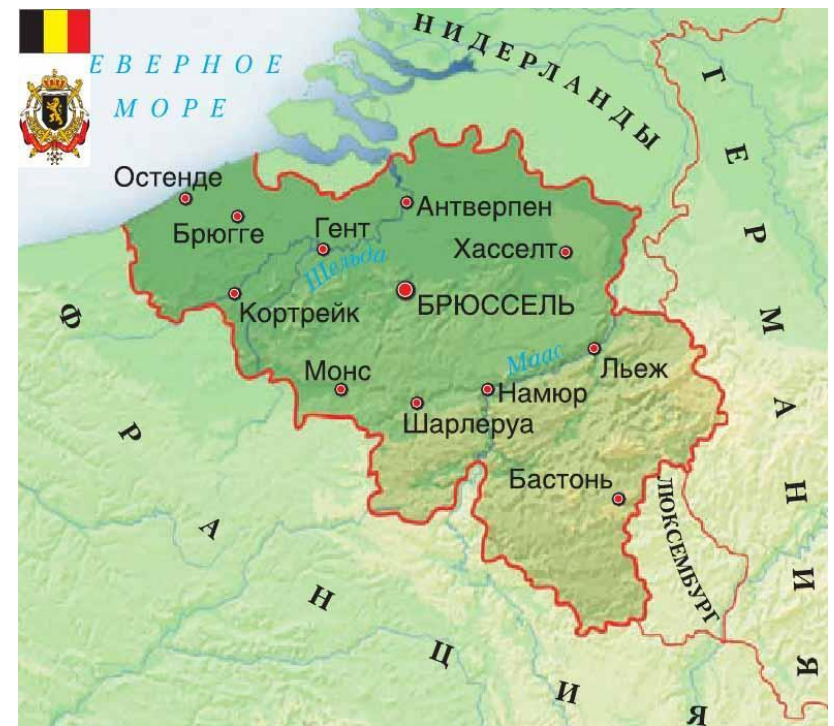 ЕВЕРНОЕ
МОРЕ
НИДЕРЛАНДЫ
ГЕРМАНИЯ
Остенде
Брюгге
Гент
Антверпен
Шельда
Хасселт
Кортрейк
БРЮССЕЛЬ
Маас
Льеж
Монс
Намюр
Шарлеруа
Бастонь
ЛЮКСЕМБУРГ
ФРАНЦИЯ